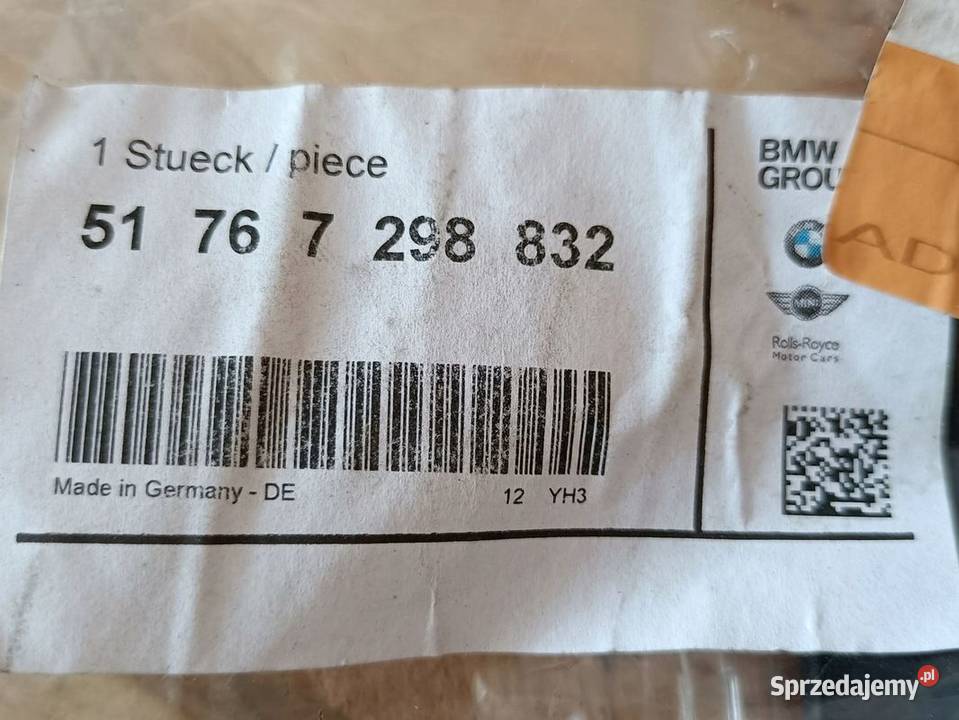 1 Stueck / piece
51 76 7 298 832
Made in Germany - DE
12 YH3
BMW
GROU
MINI
Rolls-Royce
Motor Cars
AD
Sprzedajemy.pl